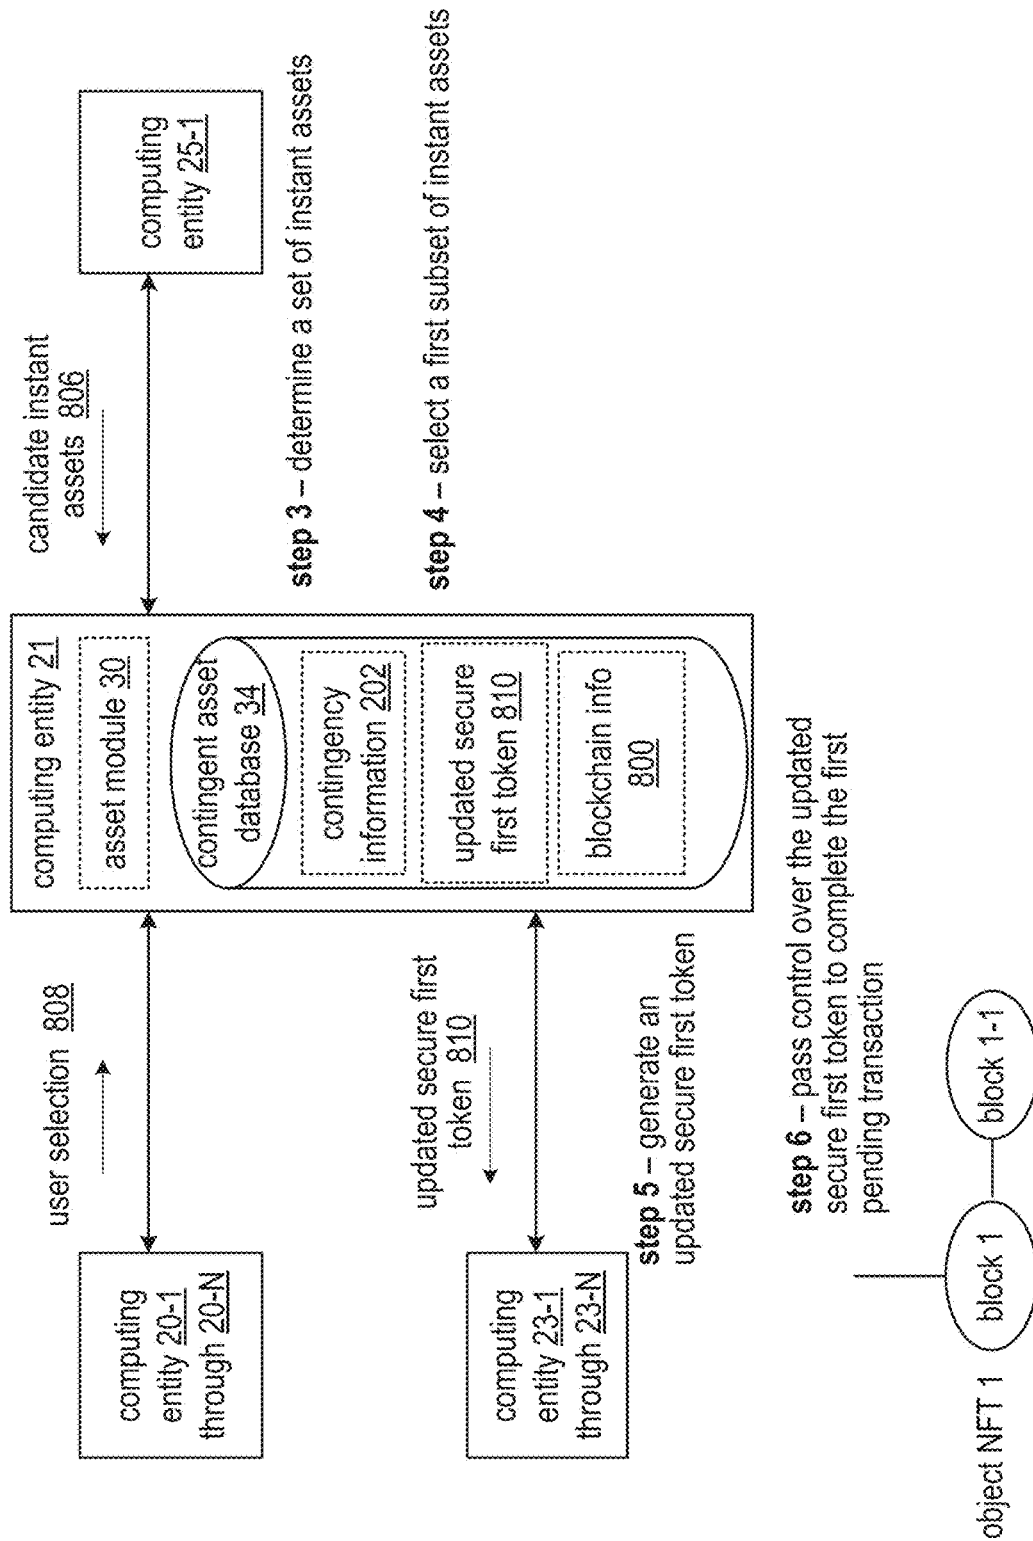 candidate instant
assets 806
computing
entity 25-1
step 3 – determine a set of instant assets
step 4 – select a first subset of instant assets
computing entity 21
asset module 30
contingent asset
database 34
contingency
information 202
updated secure
first token 810
blockchain info
800
user selection 808
computing
entity 20-1
through 20-N
updated secure first
token 810
computing
entity 23-1
through 23-N
step 5 – generate an
updated secure first token
step 6 – pass control over the updated
secure first token to complete the first
pending transaction
object NFT 1
block 1
block 1-1